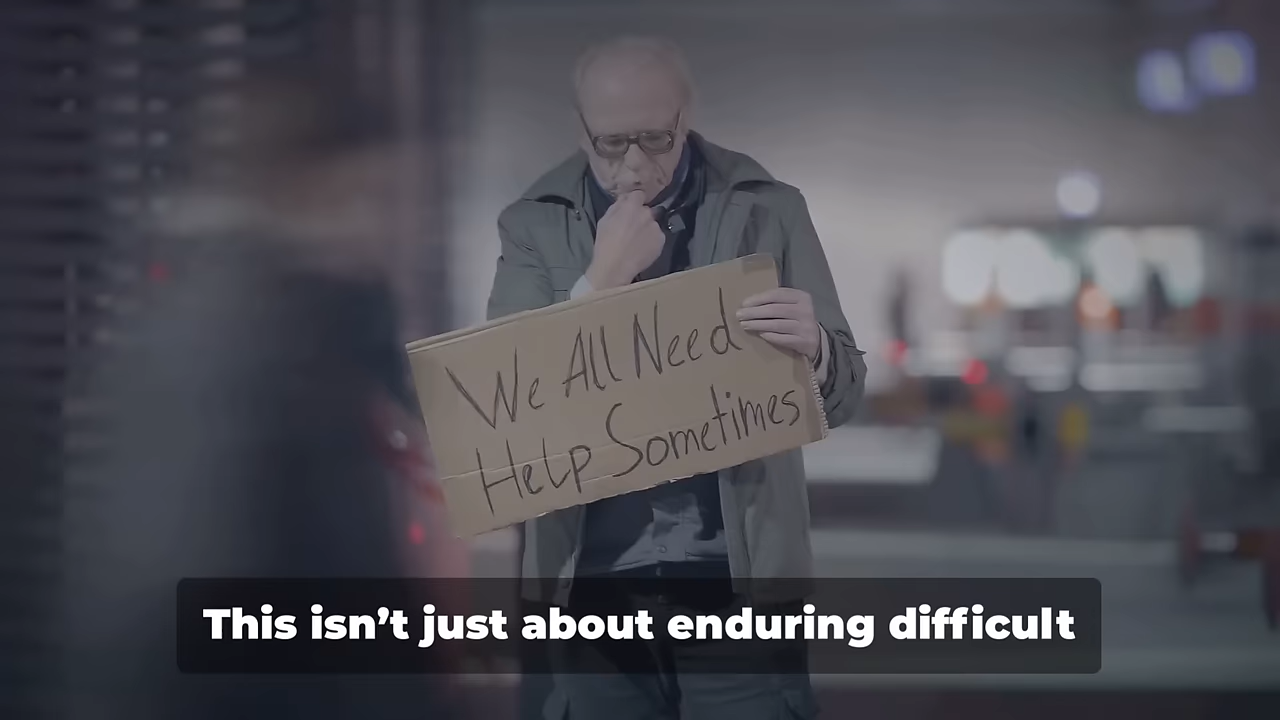 We All Need
Help Sometimes
This isn’t just about enduring difficult